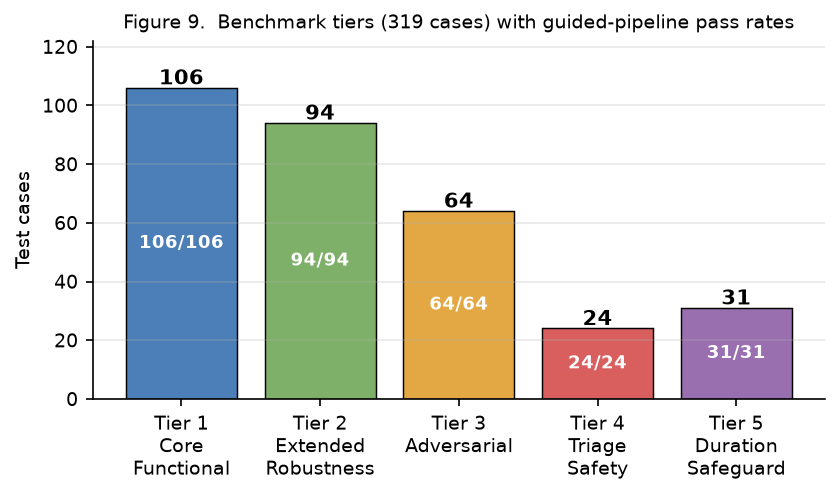 Figure 9.  Benchmark tiers (319 cases) with guided-pipeline pass rates
Test cases
120
100
80
60
40
20
0
106
94
64
24
31
106/106
94/94
64/64
24/24
31/31
Tier 1
Core
Functional
Tier 2
Extended
Robustness
Tier 3
Adversarial
Tier 4
Triage
Safety
Tier 5
Duration
Safeguard